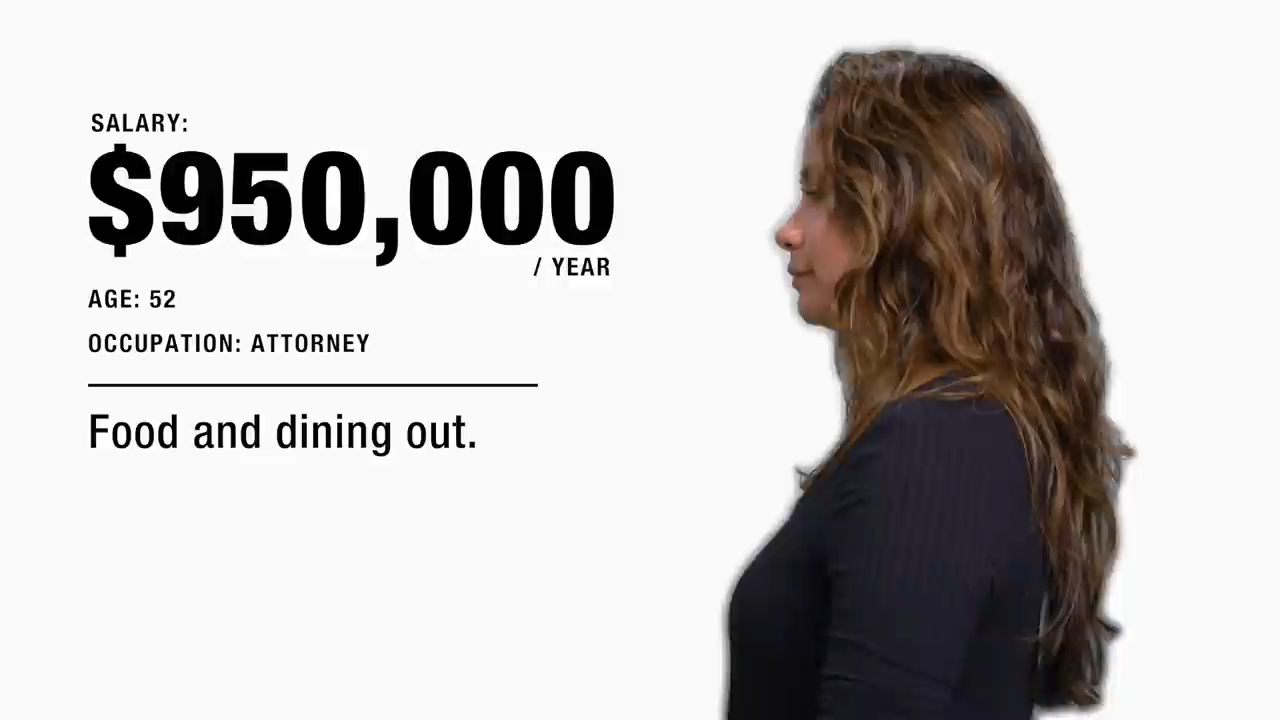 SALARY:
$950,000
/ YEAR
AGE: 52
OCCUPATION: ATTORNEY
Food and dining out.